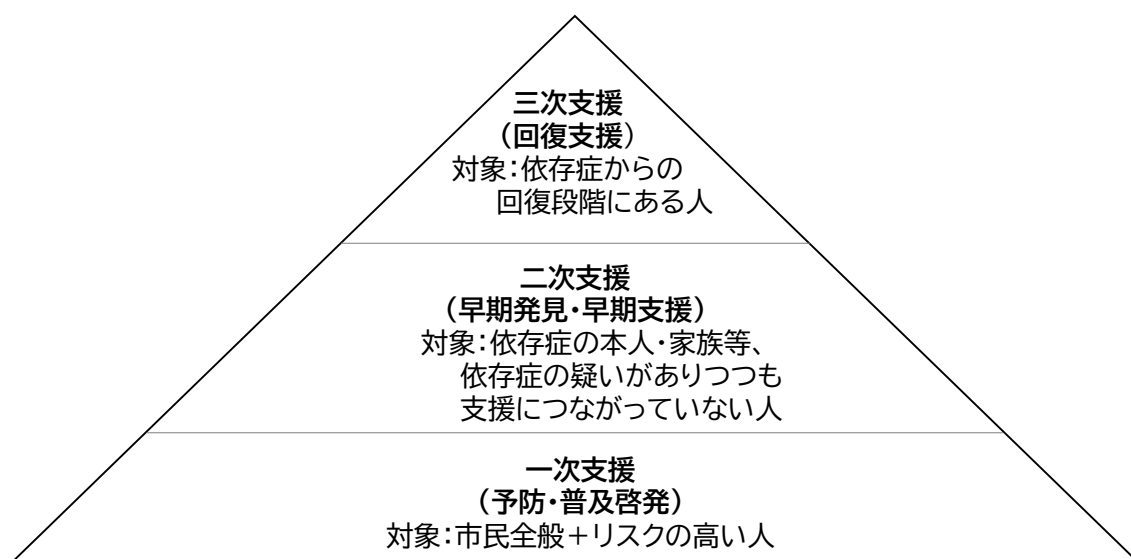 三次支援
(回復支援)
対象:依存症からの
回復段階にある人
二次支援
(早期発見・早期支援)
対象:依存症の本人・家族等、
依存症の疑いがありつつも
支援につながっていない人
一次支援
(予防・普及啓発)
対象:市民全般+リスクの高い人